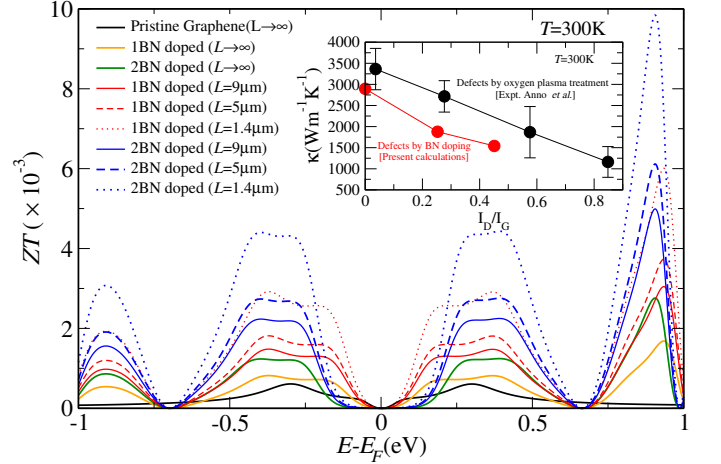 T=300K
10
8
6
4
2
0
ZT (×10⁻³)
Pristine Graphene(L→∞)
1BN doped (L→∞)
2BN doped (L→∞)
1BN doped (L=9μm)
1BN doped (L=5μm)
1BN doped (L=1.4μm)
2BN doped (L=9μm)
2BN doped (L=5μm)
2BN doped (L=1.4μm)
4000
3500
3000
2500
2000
1500
1000
500
κ(Wm⁻¹K⁻¹)
T=300K
Defects by oxygen plasma treatment
[Expt. Anno et al.]
Defects by BN doping
[Present calculations]
0 0.2 0.4 0.6 0.8
I_D/I_G
-1 -0.5 0 0.5 1
E-E_F(eV)